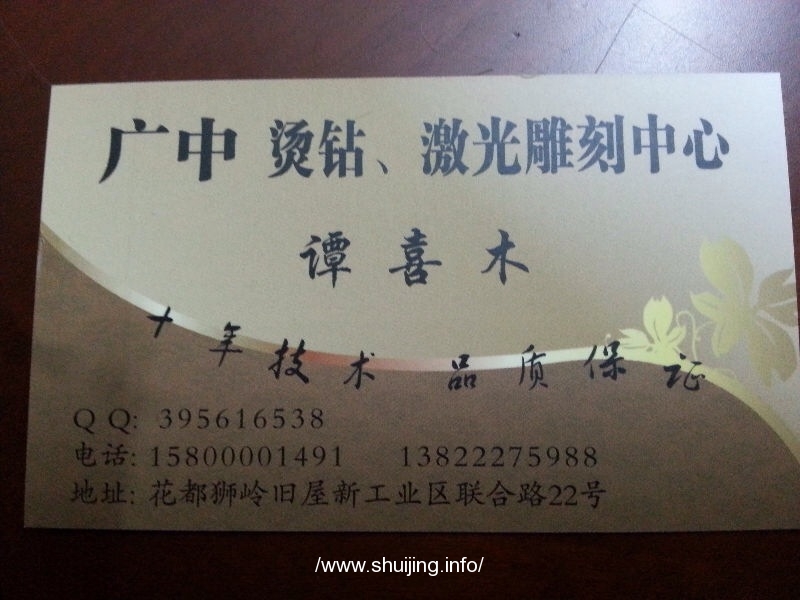 广中 烫钻、激光雕刻中心
谭喜木
十年技术 品质保证
QQ: 395616538
电话: 15800001491 13822275988
地址: 花都狮岭旧屋新工业区联合路22号
/www.shuijing.info/